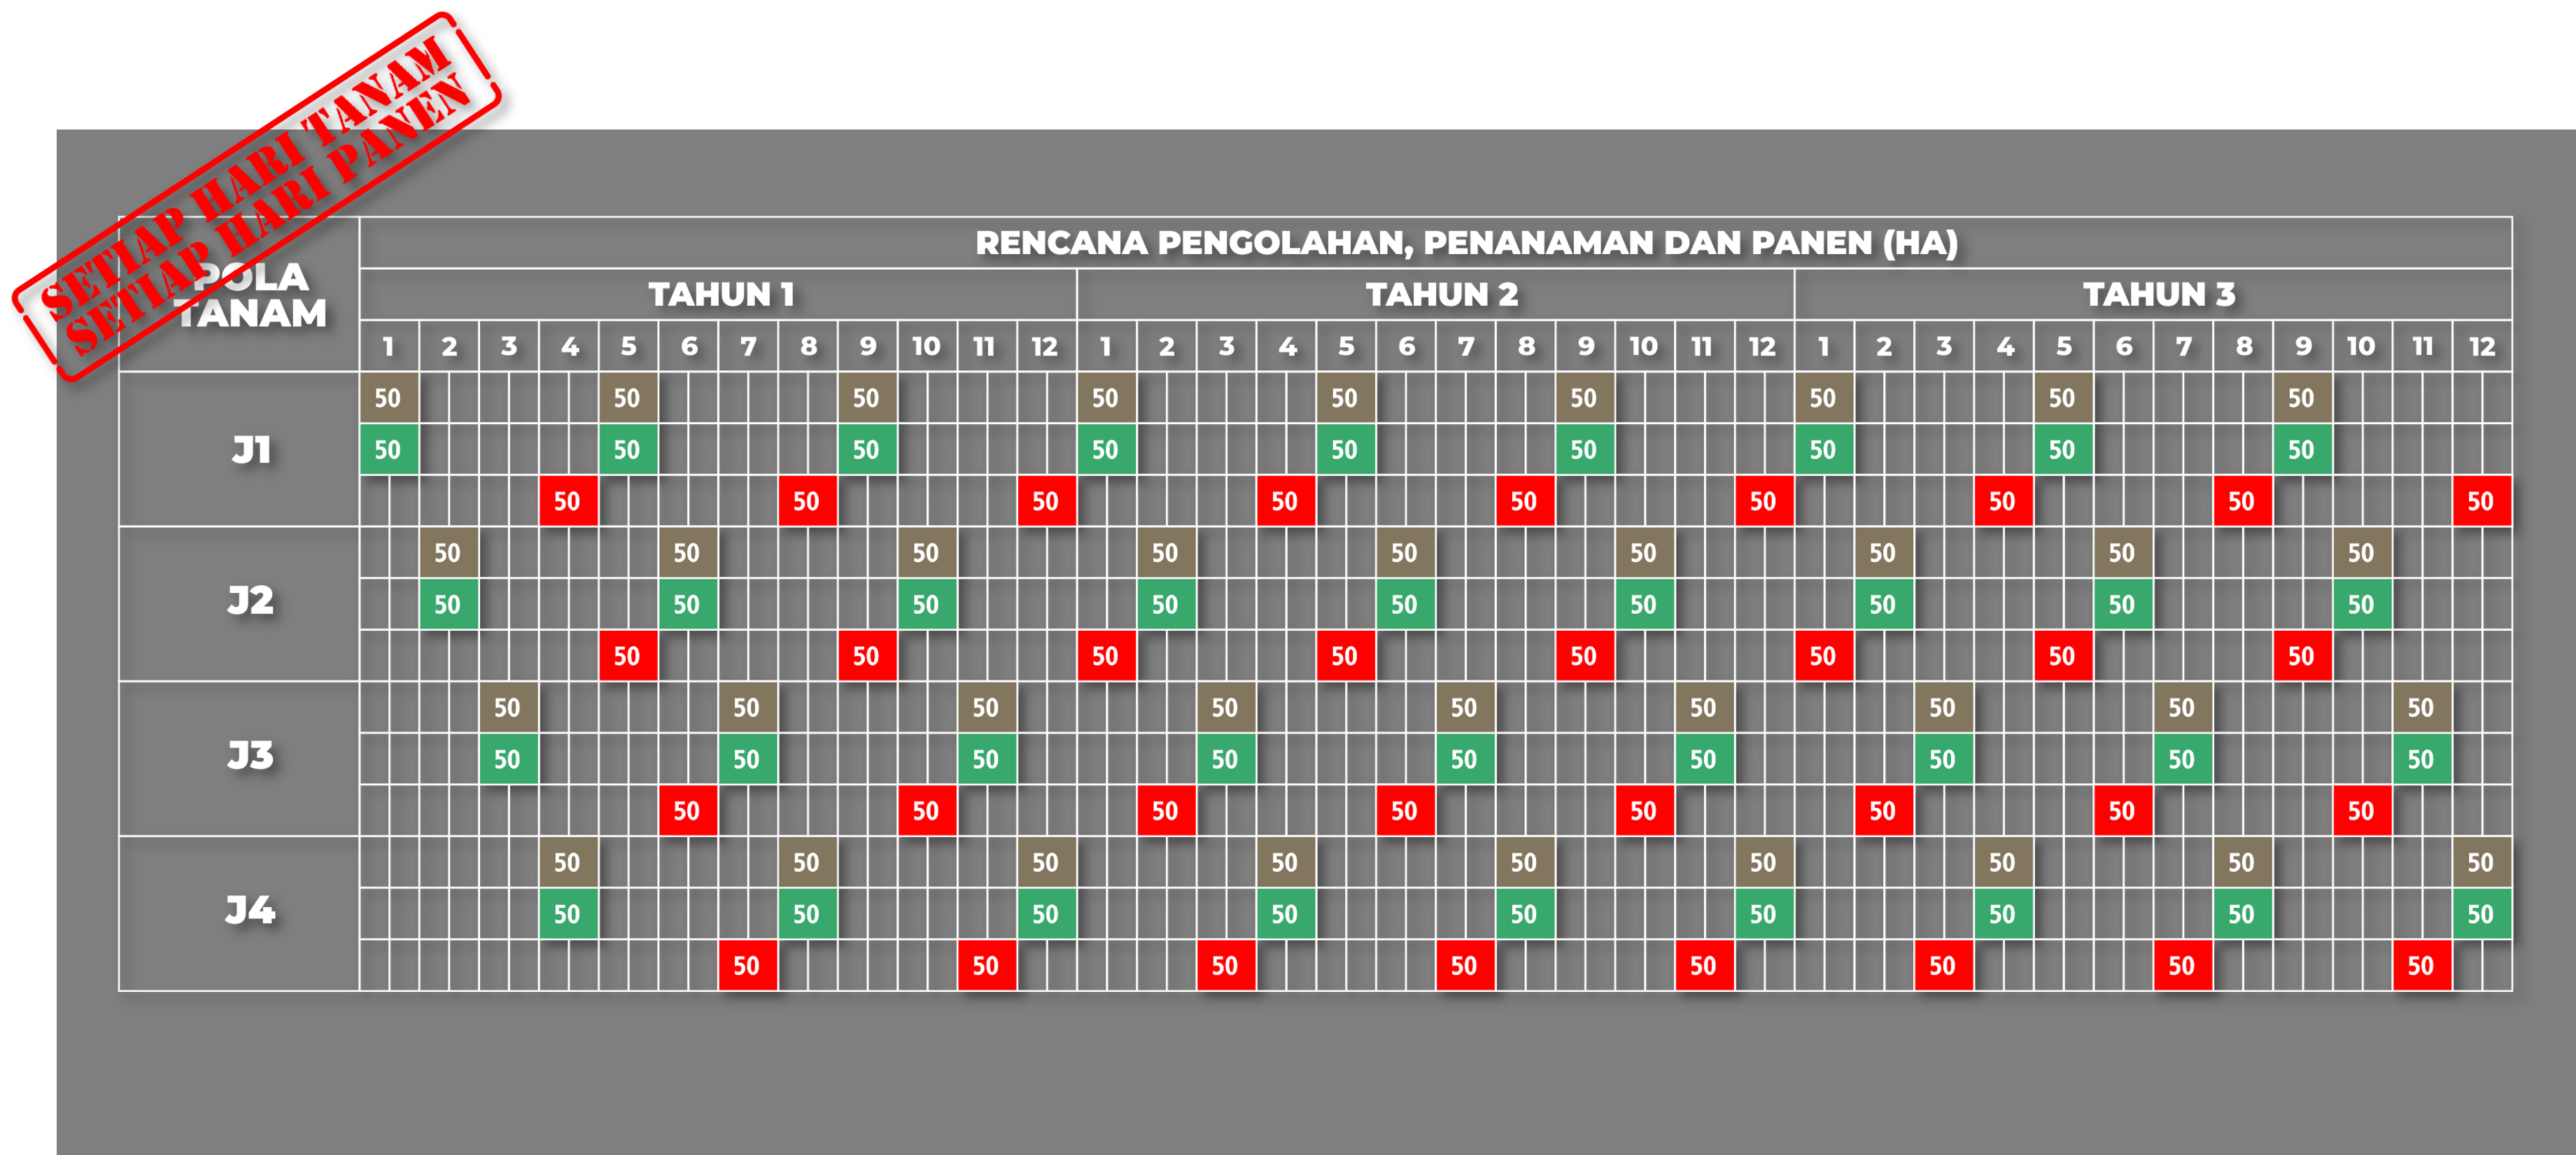 SETIAP HARI TANAM
SETIAP HARI PANEN
POLA
TANAM
RENCANA PENGOLAHAN, PENANAMAN DAN PANEN (HA)
TAHUN 1 TAHUN 2 TAHUN 3
1 2 3 4 5 6 7 8 9 10 11 12 1 2 3 4 5 6 7 8 9 10 11 12 1 2 3 4 5 6 7 8 9 10 11 12
50 50 50 50 50 50 50 50 50
J1
50 50 50 50 50 50 50 50 50
50 50 50 50 50 50 50 50 50
50 50 50 50 50 50 50 50 50
J2
50 50 50 50 50 50 50 50 50
50 50 50 50 50 50 50 50
50 50 50 50 50 50 50 50 50
J3
50 50 50 50 50 50 50 50 50
50 50 50 50 50 50 50 50
50 50 50 50 50 50 50 50 50
J4
50 50 50 50 50 50 50 50 50
50 50 50 50 50 50 50 50